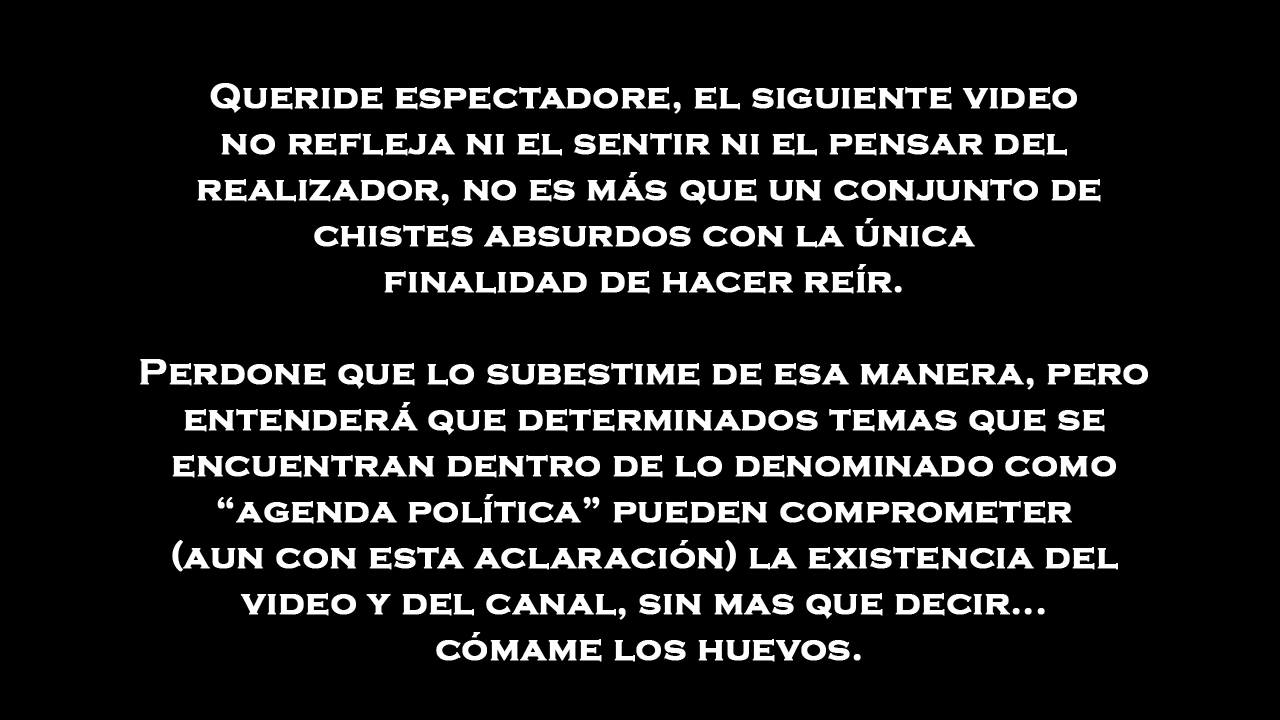 Queride espectadore, el siguiente video
no refleja ni el sentir ni el pensar del
realizador, no es más que un conjunto de
chistes absurdos con la única
finalidad de hacer reír.
Perdone que lo subestime de esa manera, pero
entenderá que determinados temas que se
encuentran dentro de lo denominado como
“agenda política” pueden comprometer
(aun con esta aclaración) la existencia del
video y del canal, sin mas que decir...
cómame los huevos.